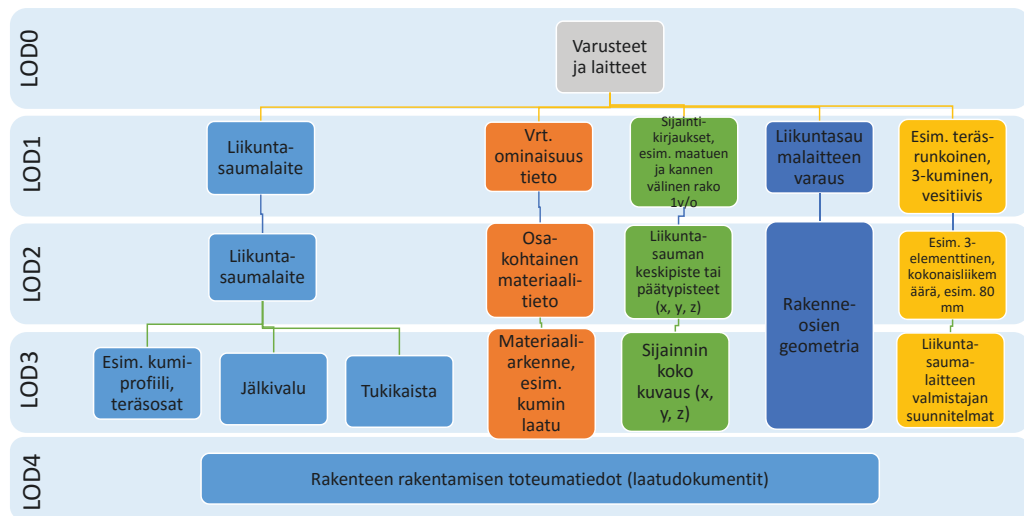 LOD0
Varusteet
ja laitteet
LOD1
Liikunta-
saumalaite
Vrt.
ominaisuus
tieto
Sijainti-
kirjaukset,
esim. maatuen
ja kannen
välinen rako
1v/o
Liikuntasau
malaitteen
varaus
Esim. teräs-
runkoinen,
3-kuminen,
vesitiivis
LOD2
Liikunta-
saumalaite
Osa-
kohtainen
materiaali-
tieto
Liikunta-
sauman
keskipiste tai
päätypisteet
(x, y, z)
Rakenne-
osien
geometria
Esim. 3-
elementtinen,
kokonaisliikem
äärä, esim. 80
mm
LOD3
Esim. kumi-
profiili,
teräsosat
Jälkivalu
Tukikaista
Materiaali-
arkenne,
esim.
kumin
laatu
Sijainnin
koko
kuvaus (x,
y, z)
Liikunta-
sauma-
laitteen
valmistajan
suunnitelmat
LOD4
Rakenteen rakentamisen toteumatiedot (laatudokumentit)